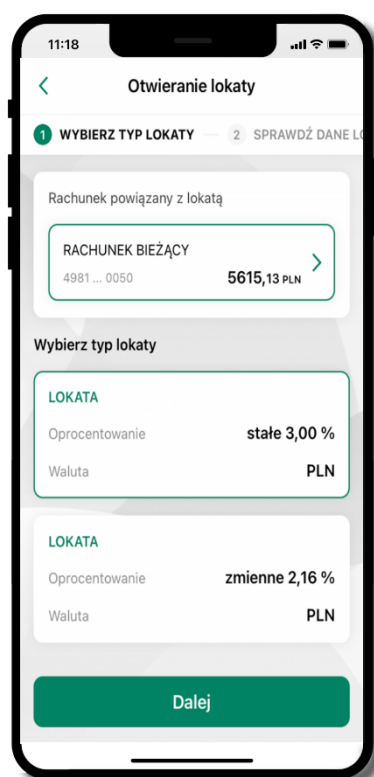 11:18
Otwieranie lokaty
1 WYBIERZ TYP LOKATY 2 SPRAWDŹ DANE LO
Rachunek powiązany z lokatą
RACHUNEK BIEŻĄCY
4981 ... 0050 5615,13 PLN
Wybierz typ lokaty
LOKATA
Oprocentowanie stałe 3,00 %
Waluta PLN
LOKATA
Oprocentowanie zmienne 2,16 %
Waluta PLN
Dalej